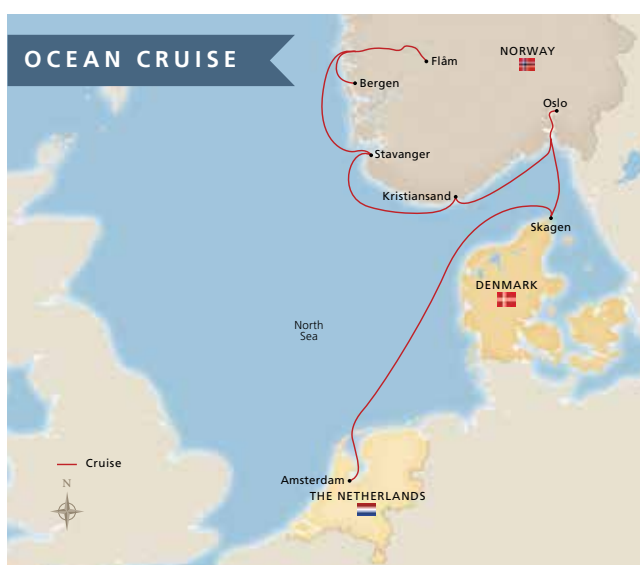 OCEAN CRUISE
NORWAY
Flåm
Bergen
Oslo
Stavanger
Kristiansand
Skagen
DENMARK
North
Sea
Cruise
N
Amsterdam
THE NETHERLANDS